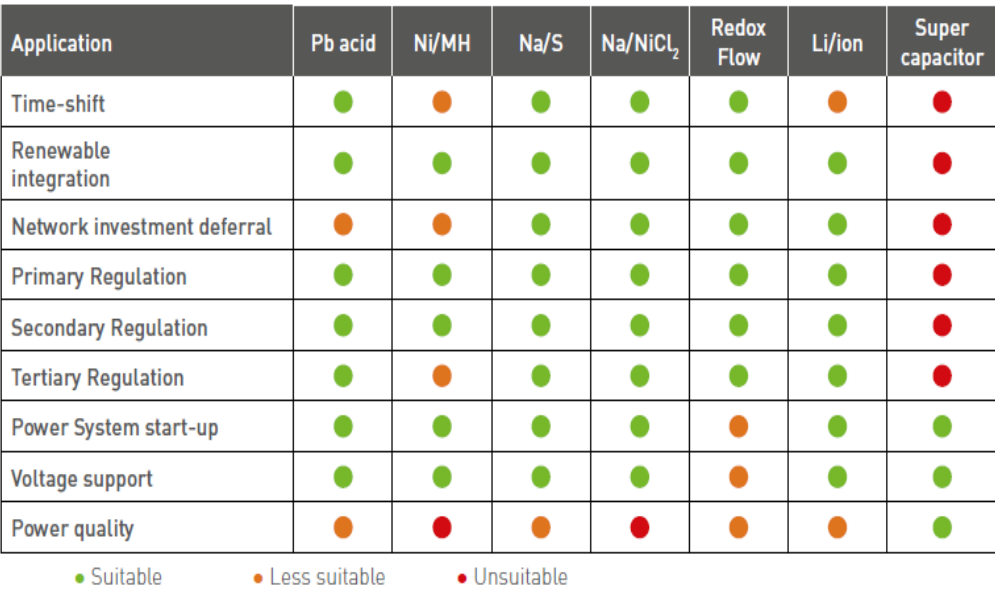 Application Pb acid Ni/MH Na/S Na/NiCl₂ Redox Flow Li/ion Super capacitor
Time-shift
Renewable
integration
Network investment deferral
Primary Regulation
Secondary Regulation
Tertiary Regulation
Power System start-up
Voltage support
Power quality
Suitable Less suitable Unsuitable